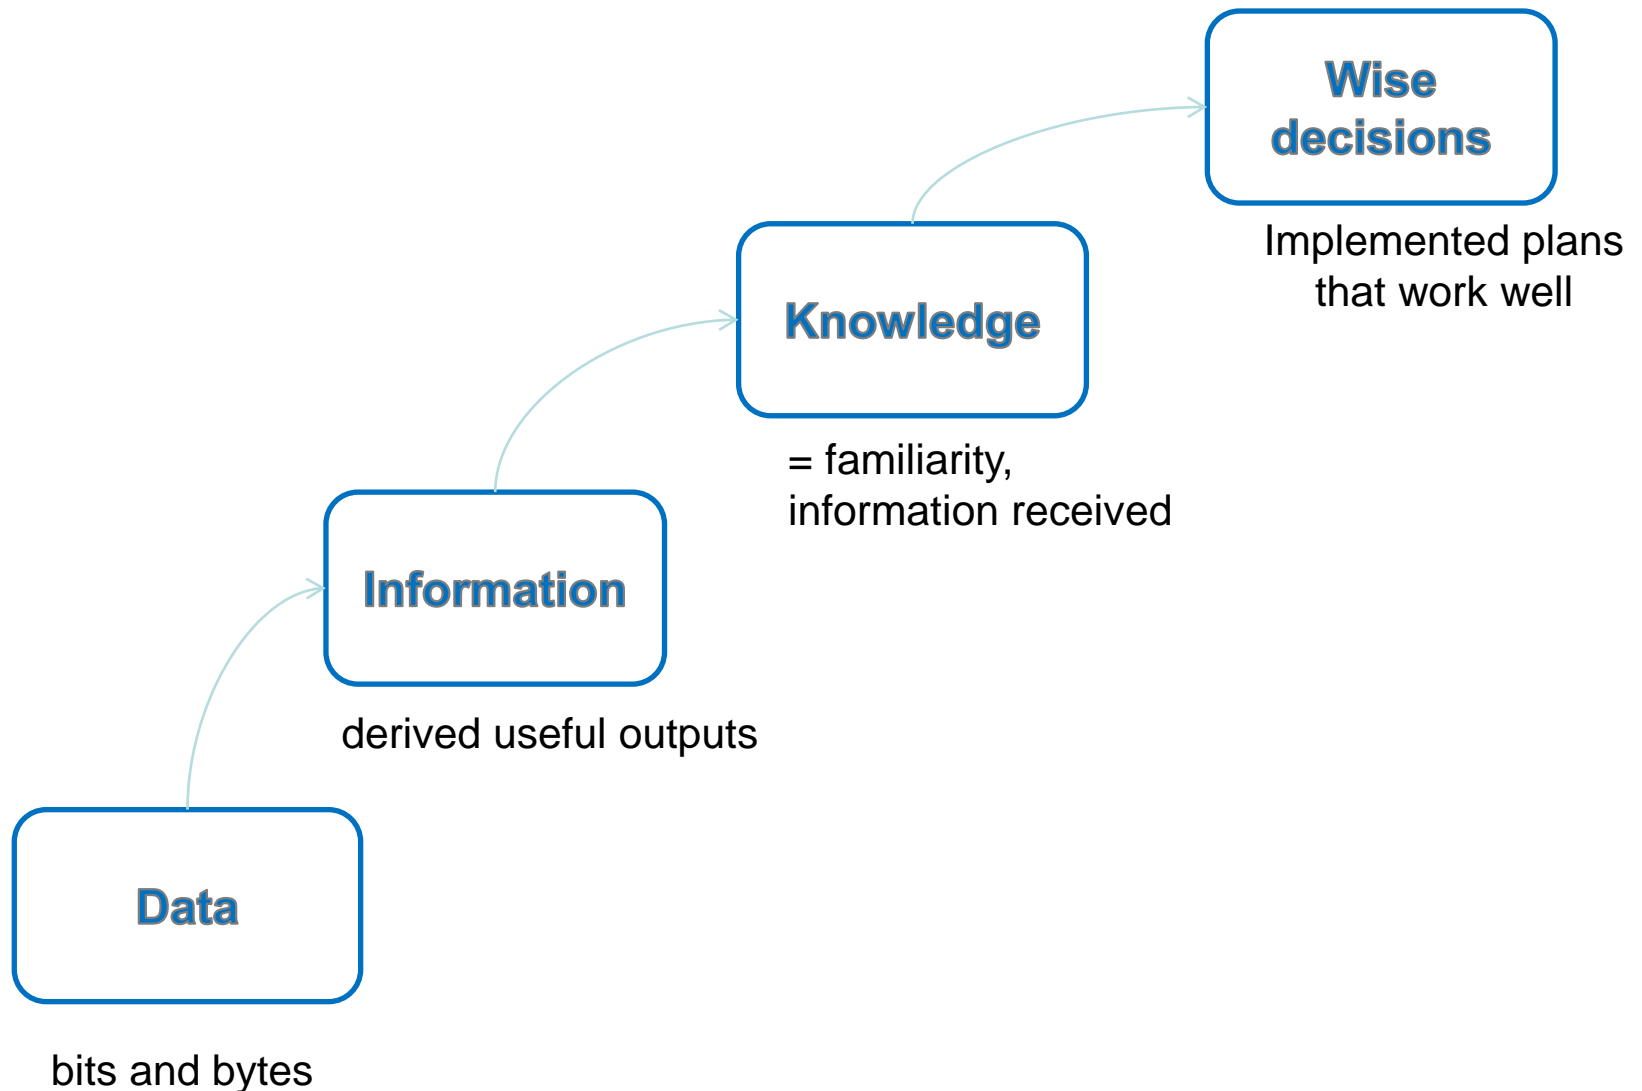 Wise
decisions
Implemented plans
that work well
Knowledge
= familiarity,
information received
Information
derived useful outputs
Data
bits and bytes